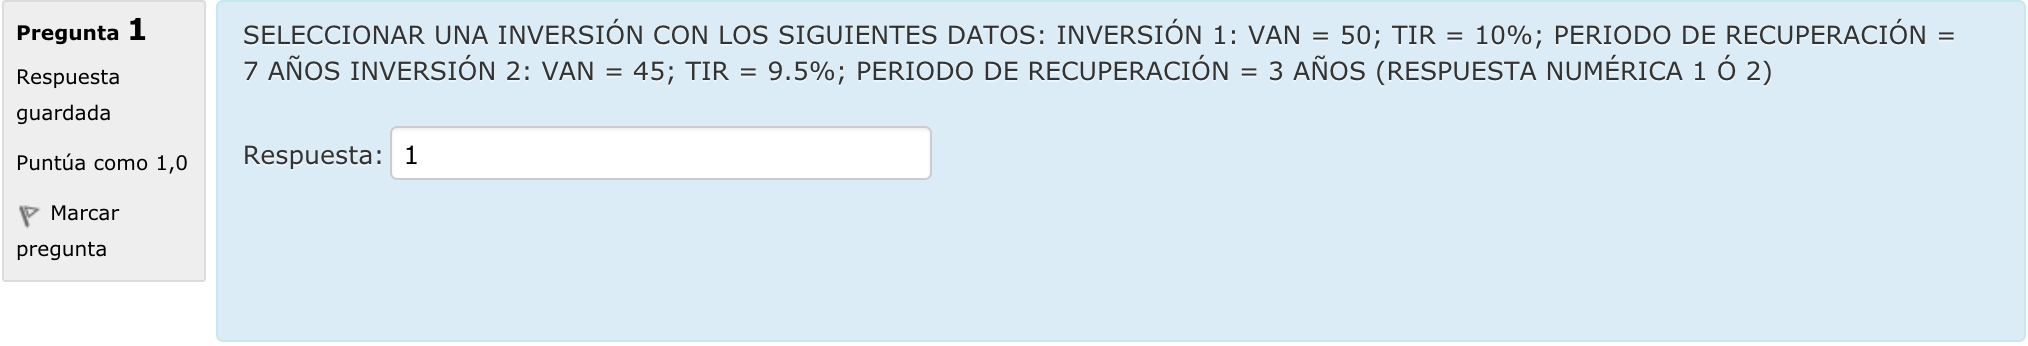 Pregunta 1
Respuesta
guardada
Puntúa como 1,0
Marcar
pregunta
SELECCIONAR UNA INVERSIÓN CON LOS SIGUIENTES DATOS: INVERSIÓN 1: VAN = 50; TIR = 10%; PERIODO DE RECUPERACIÓN =
7 AÑOS INVERSIÓN 2: VAN = 45; TIR = 9.5%; PERIODO DE RECUPERACIÓN = 3 AÑOS (RESPUESTA NUMÉRICA 1 Ó 2)
Respuesta: 1